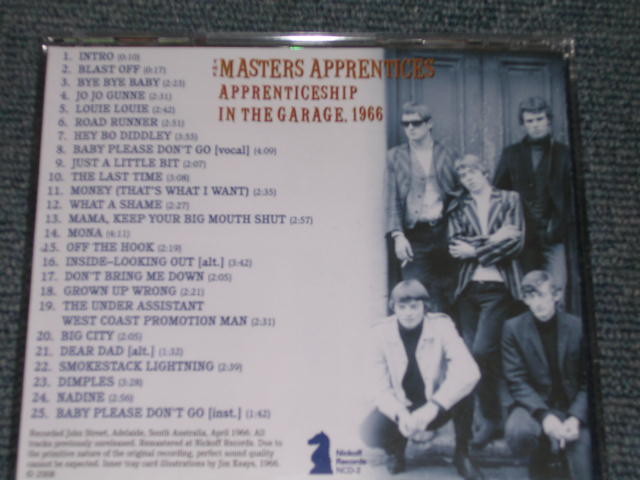 1. INTRO (0:10)
2. BLAST OFF (0:17)
3. BYE BYE BABY (2:23)
4. JO JO GUNNE (2:31)
5. LOUIE LOUIE (2:42)
6. ROAD RUNNER (2:51)
7. HEY BO DIDDLEY (3:53)
8. BABY PLEASE DON'T GO [vocal] (4:09)
9. JUST A LITTLE BIT (2:07)
10. THE LAST TIME (3:08)
11. MONEY (THAT'S WHAT I WANT) (2:35)
12. WHAT A SHAME (2:27)
13. MAMA, KEEP YOUR BIG MOUTH SHUT (2:57)
14. MONA (4:11)
15. OFF THE HOOK (2:19)
16. INSIDE–LOOKING OUT [alt.] (3:42)
17. DON'T BRING ME DOWN (2:05)
18. GROWN UP WRONG (2:21)
19. THE UNDER ASSISTANT
WEST COAST PROMOTION MAN (2:31)
20. BIG CITY (2:05)
21. DEAR DAD [alt.] (1:32)
22. SMOKESTACK LIGHTNING (2:39)
23. DIMPLES (3:28)
24. NADINE (2:56)
25. BABY PLEASE DON'T GO [inst.] (1:42)
THE MASTERS APPRENTICES
APPRENTICESHIP
IN THE GARAGE, 1966
Recorded John Street, Adelaide, South Australia, April 1966. All
tracks previously unreleased. Remastered at Nickoff Records. Due to
the primitive nature of the original recording, perfect sound quality
cannot be expected. Inner tray card illustrations by Jim Keays, 1966.
© 2008
Nickoff
Records
NCD-2